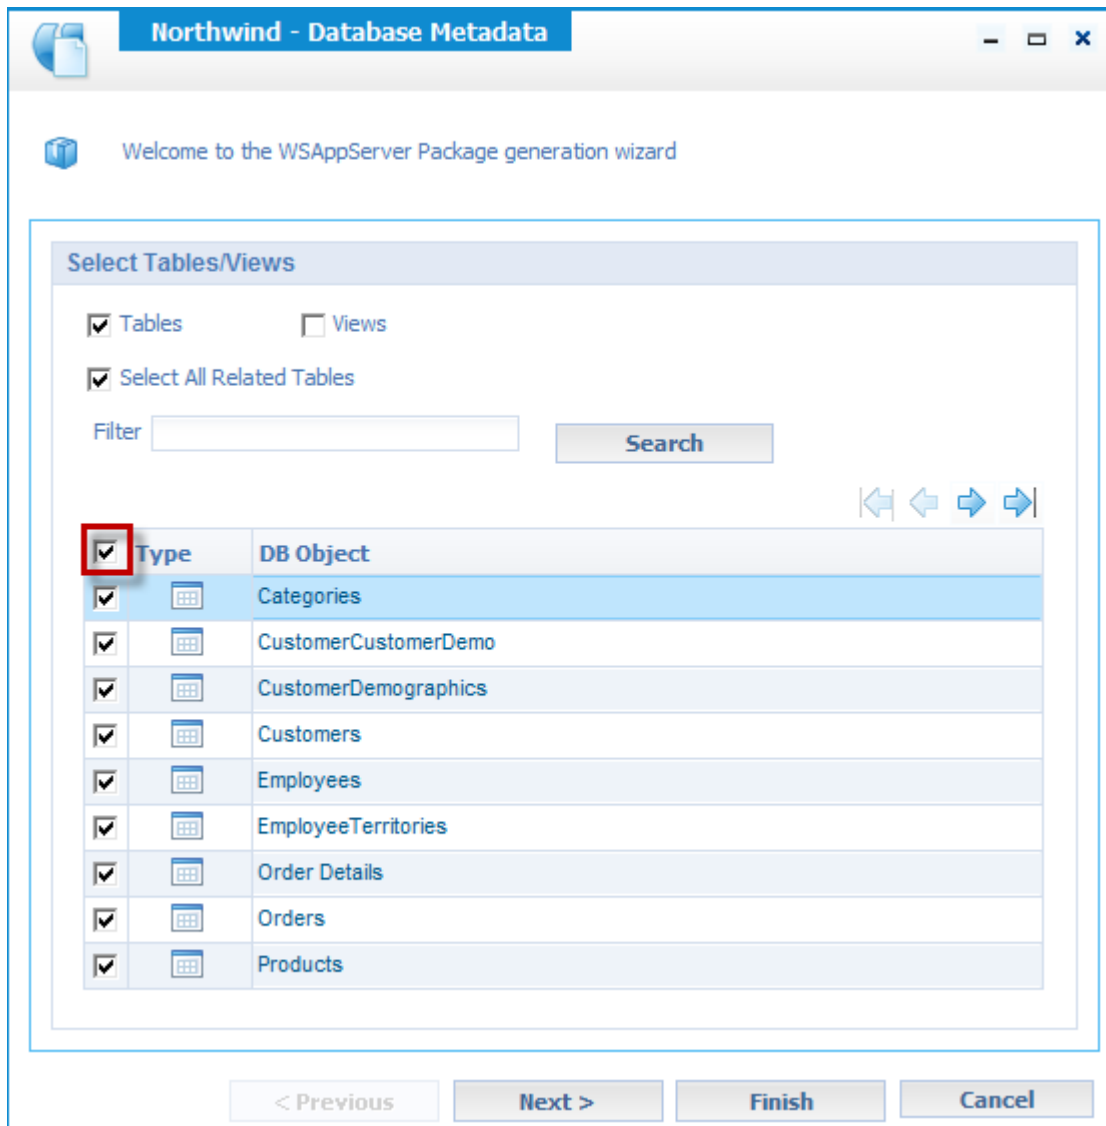 Northwind - Database Metadata
Welcome to the WSAppServer Package generation wizard
Select Tables/Views
Tables Views
Select All Related Tables
Filter Search
Type DB Object
Categories
CustomerCustomerDemo
CustomerDemographics
Customers
Employees
EmployeeTerritories
Order Details
Orders
Products
< Previous Next > Finish Cancel